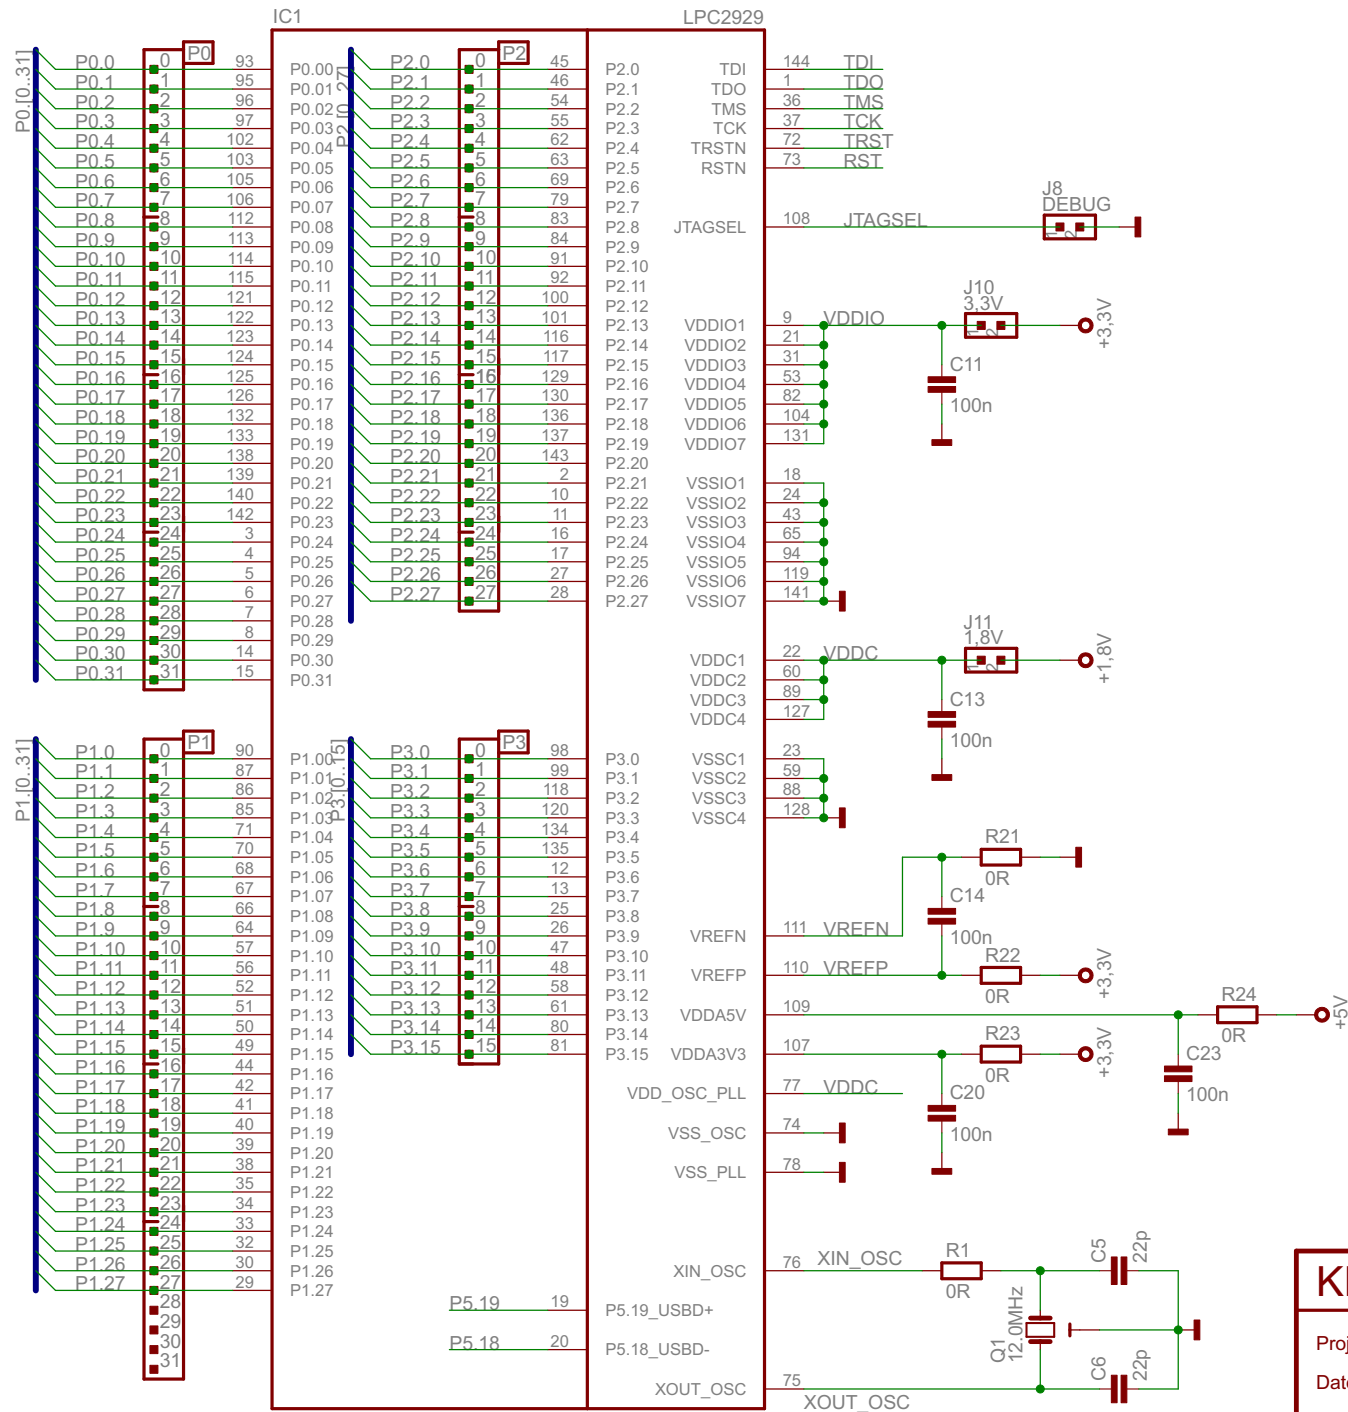 IC1 LPC2929
P0.[0..31]
P0
P0.0 0 93 P0.00
P0.1 1 95 P0.01
P0.2 2 96 P0.02
P0.3 3 97 P0.03
P0.4 4 102 P0.04
P0.5 5 103 P0.05
P0.6 6 105 P0.06
P0.7 7 106 P0.07
P0.8 8 112 P0.08
P0.9 9 113 P0.09
P0.10 10 114 P0.10
P0.11 11 115 P0.11
P0.12 12 121 P0.12
P0.13 13 122 P0.13
P0.14 14 123 P0.14
P0.15 15 124 P0.15
P0.16 16 125 P0.16
P0.17 17 126 P0.17
P0.18 18 132 P0.18
P0.19 19 133 P0.19
P0.20 20 138 P0.20
P0.21 21 139 P0.21
P0.22 22 140 P0.22
P0.23 23 142 P0.23
P0.24 24 3 P0.24
P0.25 25 4 P0.25
P0.26 26 5 P0.26
P0.27 27 6 P0.27
P0.28 28 7 P0.28
P0.29 29 8 P0.29
P0.30 30 14 P0.30
P0.31 31 15 P0.31
P1.[0..31]
P1
P1.0 0 90 P1.00
P1.1 1 87 P1.01
P1.2 2 86 P1.02
P1.3 3 85 P1.03
P1.4 4 71 P1.04
P1.5 5 70 P1.05
P1.6 6 68 P1.06
P1.7 7 67 P1.07
P1.8 8 66 P1.08
P1.9 9 64 P1.09
P1.10 10 57 P1.10
P1.11 11 56 P1.11
P1.12 12 52 P1.12
P1.13 13 51 P1.13
P1.14 14 50 P1.14
P1.15 15 49 P1.15
P1.16 16 44 P1.16
P1.17 17 42 P1.17
P1.18 18 41 P1.18
P1.19 19 40 P1.19
P1.20 20 39 P1.20
P1.21 21 38 P1.21
P1.22 22 35 P1.22
P1.23 23 34 P1.23
P1.24 24 33 P1.24
P1.25 25 32 P1.25
P1.26 26 30 P1.26
P1.27 27 29 P1.27
28
29
30
31
P2.[0..27]
P2
P2.0 0 45 P2.0
P2.1 1 46 P2.1
P2.2 2 54 P2.2
P2.3 3 55 P2.3
P2.4 4 62 P2.4
P2.5 5 63 P2.5
P2.6 6 69 P2.6
P2.7 7 79 P2.7
P2.8 8 83 P2.8
P2.9 9 84 P2.9
P2.10 10 91 P2.10
P2.11 11 92 P2.11
P2.12 12 100 P2.12
P2.13 13 101 P2.13
P2.14 14 116 P2.14
P2.15 15 117 P2.15
P2.16 16 129 P2.16
P2.17 17 130 P2.17
P2.18 18 136 P2.18
P2.19 19 137 P2.19
P2.20 20 143 P2.20
P2.21 21 2 P2.21
P2.22 22 10 P2.22
P2.23 23 11 P2.23
P2.24 24 16 P2.24
P2.25 25 17 P2.25
P2.26 26 27 P2.26
P2.27 27 28 P2.27
P3.[0..15]
P3
P3.0 0 98 P3.0
P3.1 1 99 P3.1
P3.2 2 118 P3.2
P3.3 3 120 P3.3
P3.4 4 134 P3.4
P3.5 5 135 P3.5
P3.6 6 12 P3.6
P3.7 7 13 P3.7
P3.8 8 25 P3.8
P3.9 9 26 P3.9
P3.10 10 47 P3.10
P3.11 11 48 P3.11
P3.12 12 58 P3.12
P3.13 13 61 P3.13
P3.14 14 80 P3.14
P3.15 15 81 P3.15
P5.19 19 P5.19_USBD+
P5.18 20 P5.18_USBD-
TDI 144 TDI
TDO 1 TDO
TMS 36 TMS
TCK 37 TCK
TRSTN 72 TRST
RSTN 73 RST
JTAGSEL 108 JTAGSEL
J8
DEBUG
1 2
VDDIO1 9 VDDIO
VDDIO2 21
VDDIO3 31
VDDIO4 53
VDDIO5 82
VDDIO6 104
VDDIO7 131
J10
3,3V
1 2
+3,3V
C11
100n
VSSIO1 18
VSSIO2 24
VSSIO3 43
VSSIO4 65
VSSIO5 94
VSSIO6 119
VSSIO7 141
VDDC1 22 VDDC
VDDC2 60
VDDC3 89
VDDC4 127
J11
1,8V
1 2
+1,8V
C13
100n
VSSC1 23
VSSC2 59
VSSC3 88
VSSC4 128
R21
0R
C14
100n
VREFN 111 VREFN
VREFP 110 VREFP
R22
0R
+3,3V
VDDA5V 109
R24
0R
+5V
C23
100n
VDDA3V3 107
R23
0R
+3,3V
C20
100n
VDD_OSC_PLL 77 VDDC
VSS_OSC 74
VSS_PLL 78
XIN_OSC 76 XIN_OSC
R1
0R
C5
22p
Q1
12.0MHz
C6
22p
XOUT_OSC 75 XOUT_OSC
Proj
Date